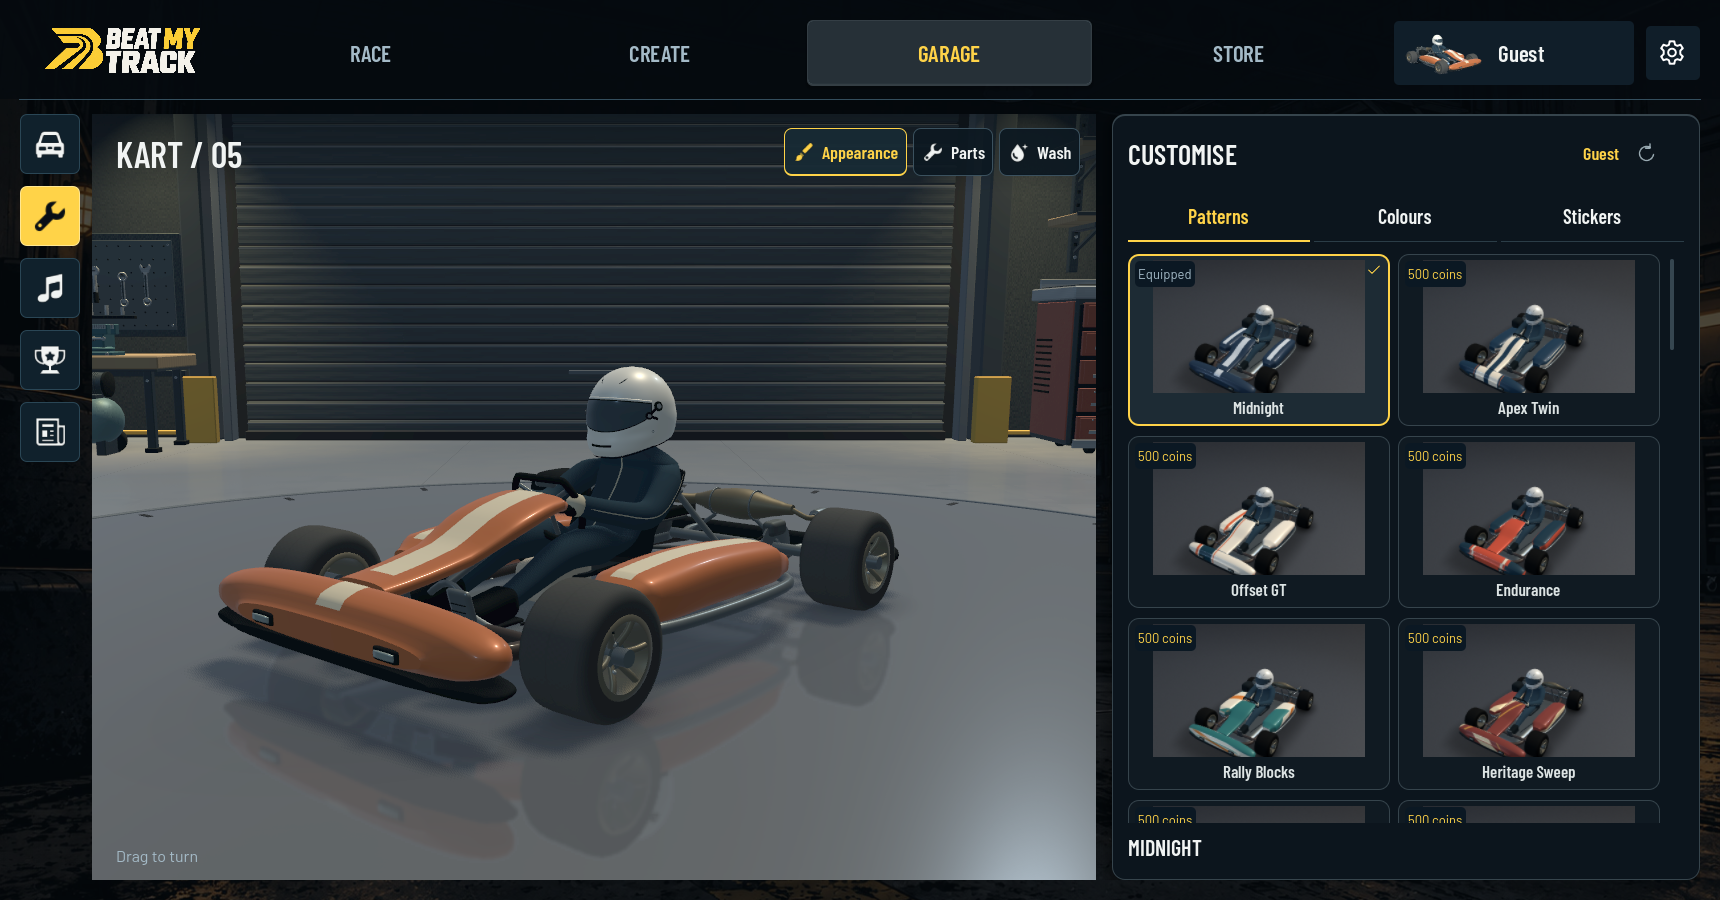 BEAT MY
TRACK
RACE
CREATE
GARAGE
STORE
Guest
KART / 05
Appearance
Parts
Wash
CUSTOMISE
Guest
Patterns
Colours
Stickers
Equipped
500 coins
Midnight
Apex Twin
500 coins
500 coins
Offset GT
Endurance
500 coins
500 coins
Rally Blocks
Heritage Sweep
500 coins
500 coins
MIDNIGHT
Drag to turn